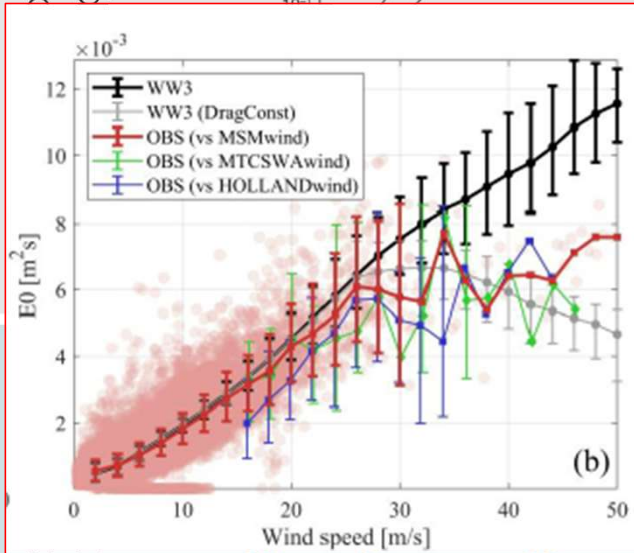 ×10⁻³
12
10
8
6
4
2
E0 [m²s]
WW3
WW3 (DragConst)
OBS (vs MSMwind)
OBS (vs MTCSWAwind)
OBS (vs HOLLANDwind)
(b)
0 10 20 30 40 50
Wind speed [m/s]